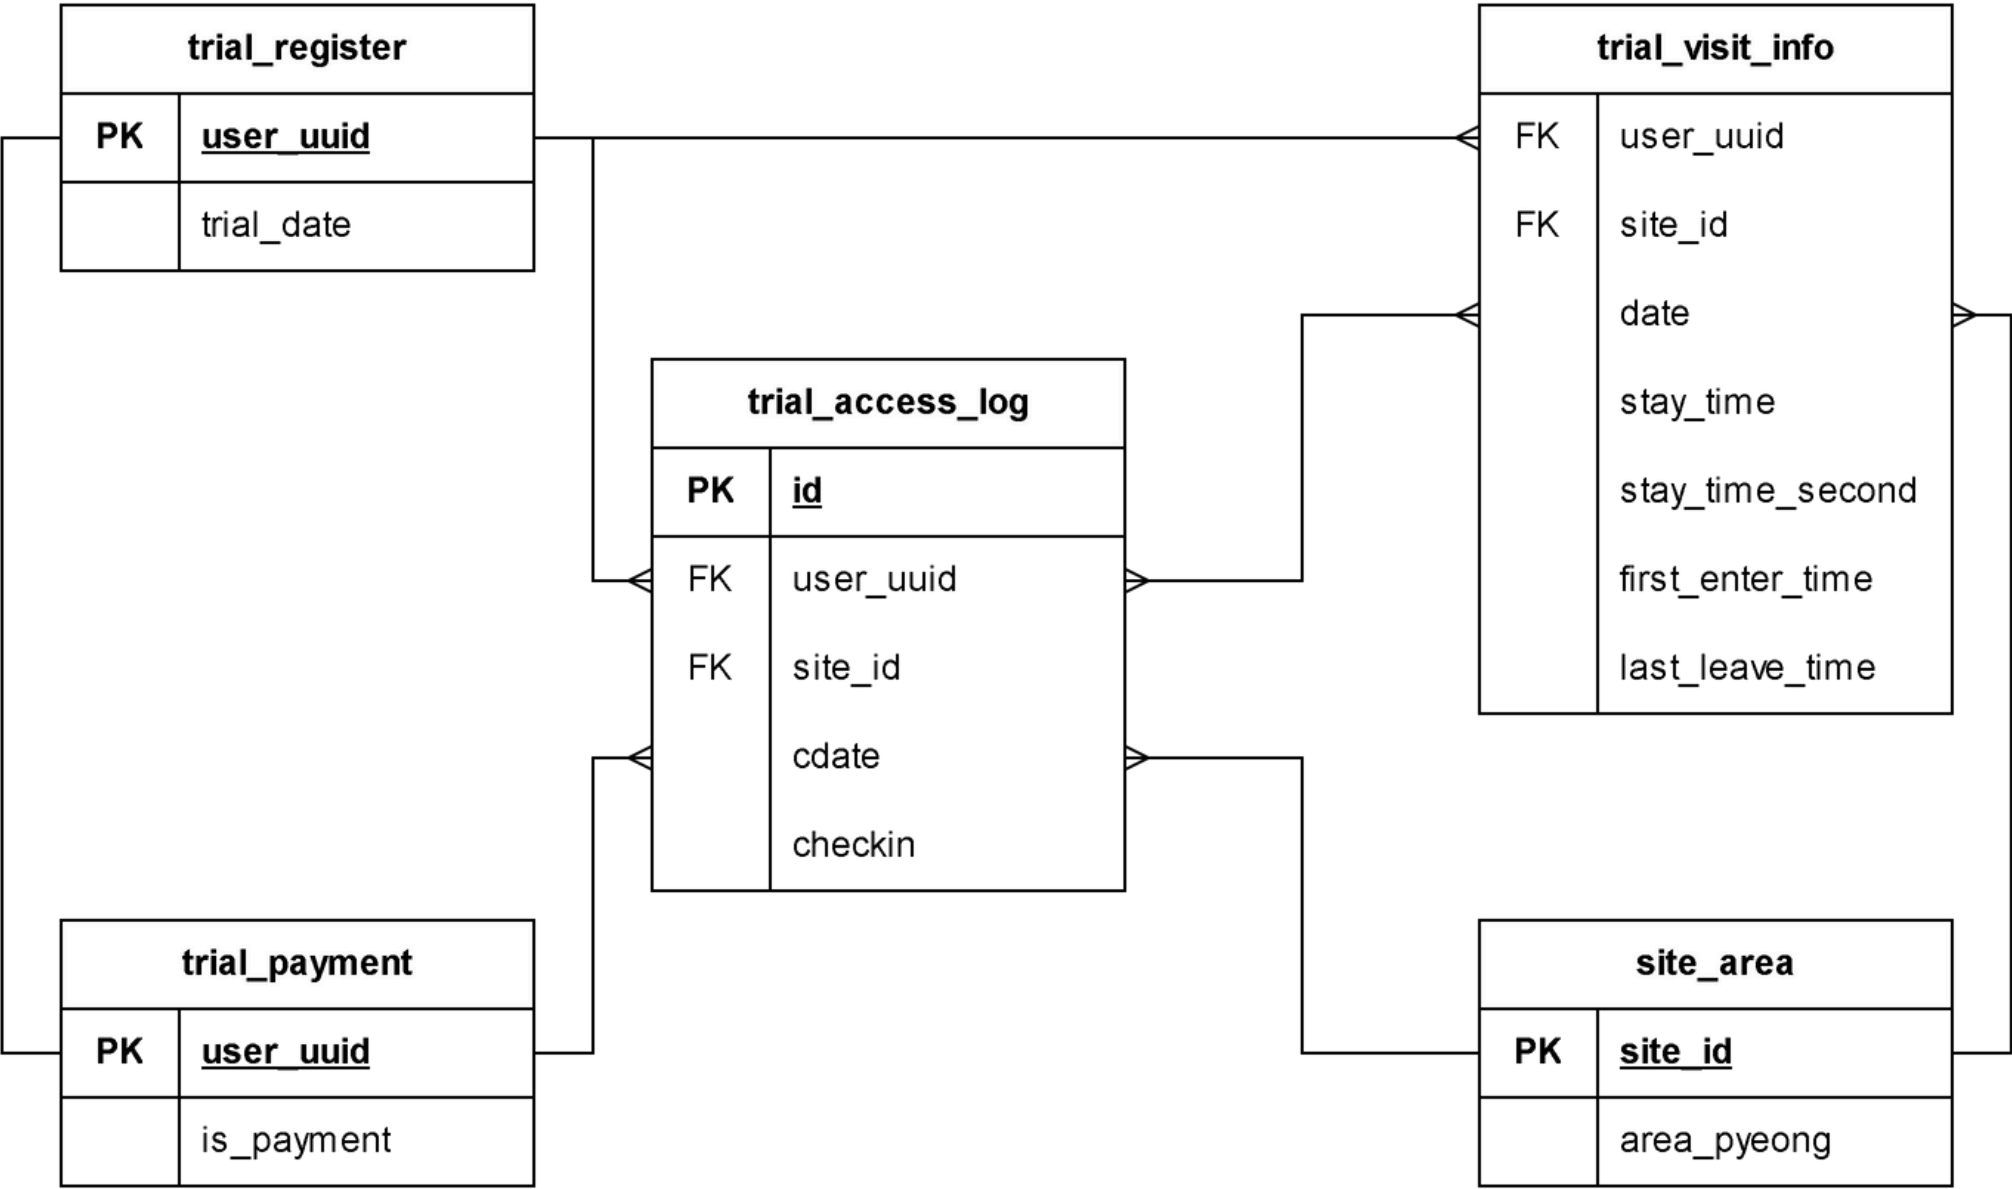 trial_register
PK user_uuid
trial_date
trial_visit_info
FK user_uuid
FK site_id
date
stay_time
stay_time_second
first_enter_time
last_leave_time
trial_access_log
PK id
FK user_uuid
FK site_id
cdate
checkin
trial_payment
PK user_uuid
is_payment
site_area
PK site_id
area_pyeong